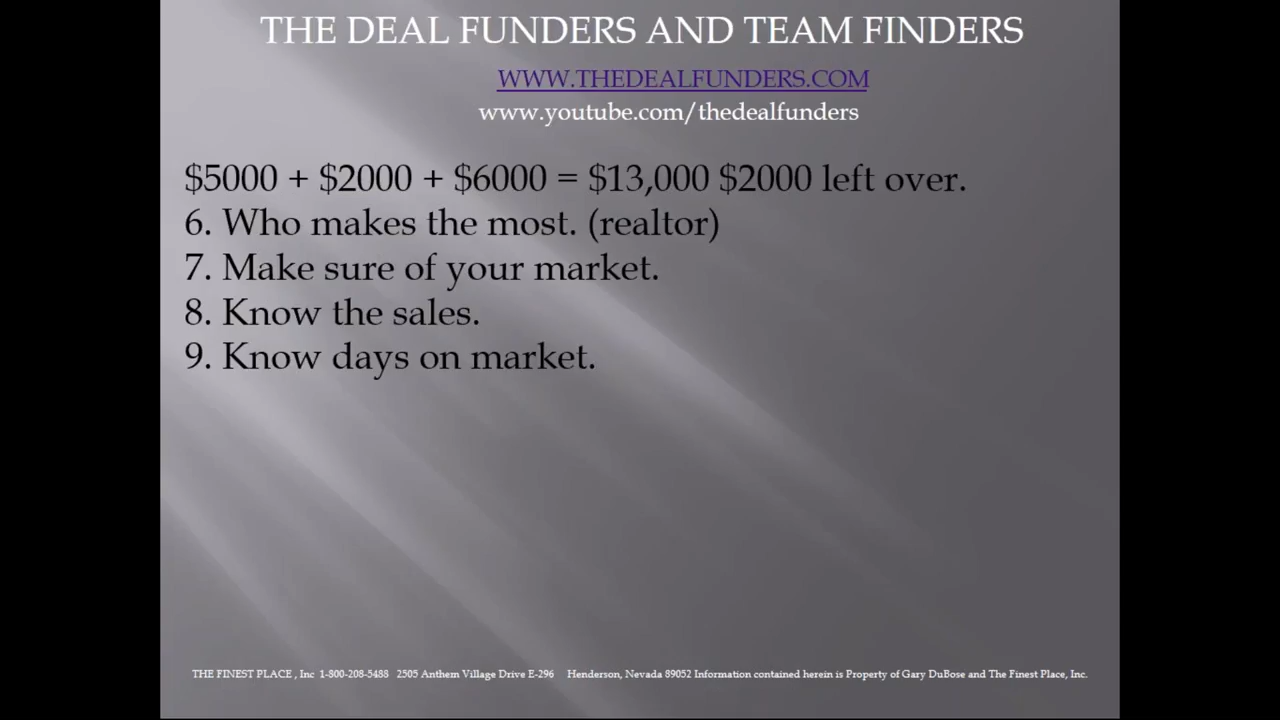 THE DEAL FUNDERS AND TEAM FINDERS
WWW.THEDEALFUNDERS.COM
www.youtube.com/thedealfunders
$5000 + $2000 + $6000 = $13,000 $2000 left over.
6. Who makes the most. (realtor)
7. Make sure of your market.
8. Know the sales.
9. Know days on market.
THE FINEST PLACE , Inc 1-800-208-5488 2505 Anthem Village Drive E-296 Henderson, Nevada 89052 Information contained herein is Property of Gary DuBose and The Finest Place, Inc.